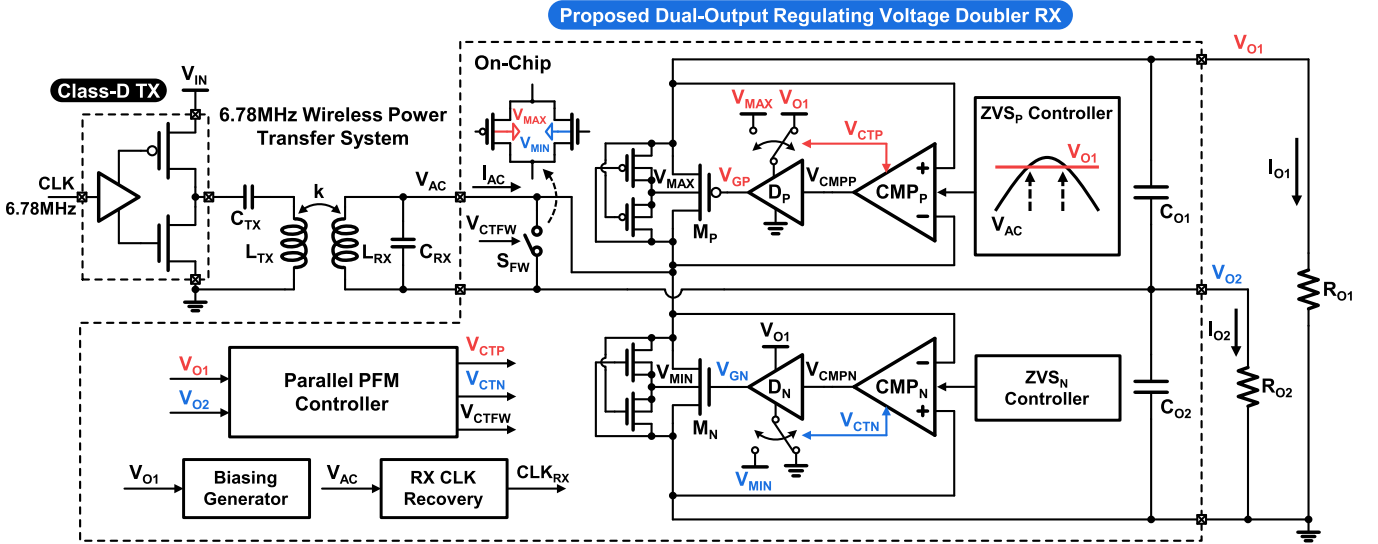 Proposed Dual-Output Regulating Voltage Doubler RX
Class-D TX
V_IN
6.78MHz Wireless Power
Transfer System
CLK
6.78MHz
C_TX
k
L_TX
L_RX
C_RX
V_AC
On-Chip
V_MAX
V_MIN
I_AC
V_CTFW
S_FW
V_MAX
M_P
V_GP
V_MAX
V_O1
D_P
V_CTP
V_CMPP
+
CMP_P
−
ZVS_P Controller
V_O1
V_AC
C_O1
V_O1
I_O1
R_O1
V_O2
I_O2
R_O2
V_MIN
M_N
V_GN
V_O1
D_N
V_MIN
V_CMPN
V_CTN
−
CMP_N
+
ZVS_N
Controller
C_O2
V_O1
V_O2
Parallel PFM
Controller
V_CTP
V_CTN
V_CTFW
V_O1
Biasing
Generator
V_AC
RX CLK
Recovery
CLK_RX